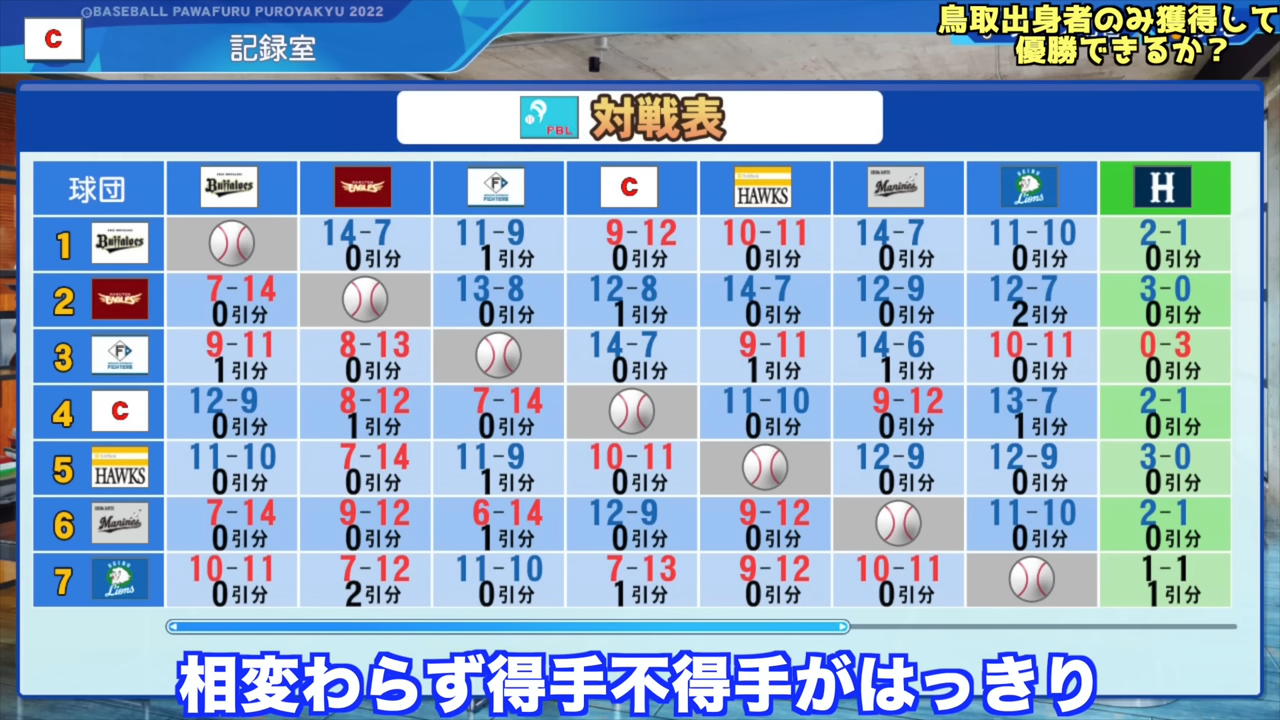 ©BASEBALL PAWAFURU PUROYAKYU 2022
鳥取出身者のみ獲得して
優勝できるか?
C 記録室
FBL 対戦表
球団 Buffaloes EAGLES F FIGHTERS C HAWKS Marines Lions H
1 Buffaloes 14-7 11-9 9-12 10-11 14-7 11-10 2-1
0引分 1引分 0引分 0引分 0引分 0引分 0引分
2 EAGLES 7-14 13-8 12-8 14-7 12-9 12-7 3-0
0引分 0引分 1引分 0引分 0引分 2引分 0引分
3 F FIGHTERS 9-11 8-13 14-7 9-11 14-6 10-11 0-3
1引分 0引分 0引分 1引分 1引分 0引分 0引分
4 C 12-9 8-12 7-14 11-10 9-12 13-7 2-1
0引分 1引分 0引分 0引分 0引分 1引分 0引分
5 HAWKS 11-10 7-14 11-9 10-11 12-9 12-9 3-0
0引分 0引分 1引分 0引分 0引分 0引分 0引分
6 Marines 7-14 9-12 6-14 12-9 9-12 11-10 2-1
0引分 0引分 1引分 0引分 0引分 0引分 0引分
7 Lions 10-11 7-12 11-10 7-13 9-12 10-11 1-1
0引分 2引分 0引分 1引分 0引分 0引分 1引分
相変わらず得手不得手がはっきり